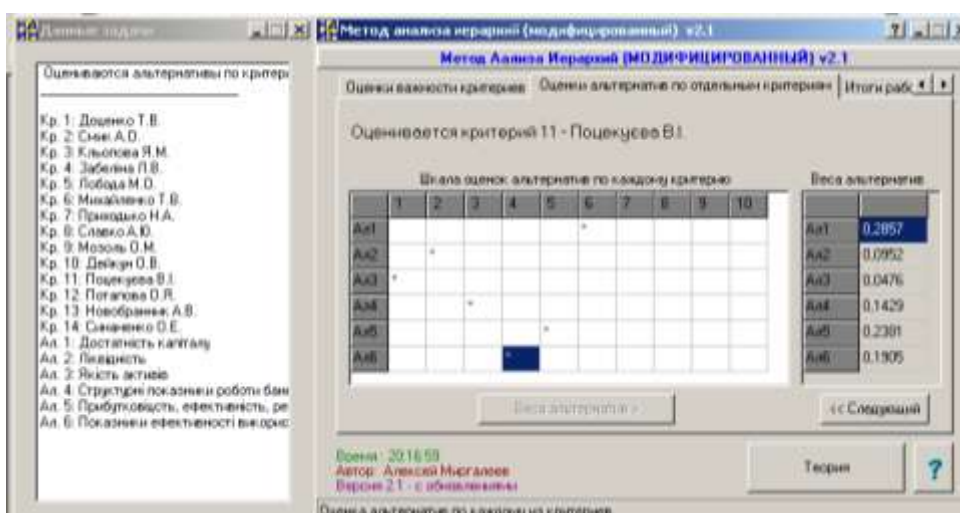 Данные задачи
Оцениваются альтернативы по критери
Кр. 1: Доценко Т.В.
Кр. 2: А.О.
Кр. 3: Кльопова Я.М.
Кр. 4: Забеліна Л.В.
Кр. 5: Лобода М.О.
Кр. 6: Михайленко Т.В.
Кр. 7: Приходько Н.А.
Кр. 8: Славко А.Ю.
Кр. 9: Мозоль О.М.
Кр. 10: Дейкун О.В.
Кр. 11: Поцекуєва В.І.
Кр. 12: Потапова О.Я.
Кр. 13: А.В.
Кр. 14: О.Е.
Ал. 1: Достатність капіталу
Ал. 2: Ліквідність
Ал. 3: Якість активів
Ал. 4: Структурні показники роботи бан
Ал. 5: Прибутковість, ефективність, ре
Ал. 6: Показники ефективності викорис
Метод анализа иерархий (модифицированный) v2.1
Метод Аализа Иерархий (МОДИФИЦИРОВАННЫЙ) v2.1
Оценки важности критериев Оценки альтернатив по отдельным критериям Итоги рабс
Оценивается критерий 11 - Поцекуєва В.І.
Шкала оценок альтернатив по каждому критерию
1 2 3 4 5 6 7 8 9 10
Ал1 *
Ал2 *
Ал3 *
Ал4 *
Ал5 *
Ал6 *
Веса альтернатив
Ал1 0,2857
Ал2 0,0952
Ал3 0,0476
Ал4 0,1429
Ал5 0,2381
Ал6 0,1905
Веса альтернатив >
<< Следующий
Время: 20:16:59
Автор: Алексей Миргалеев
Версия 2.1 - с обновлениями
Теория
?
Оценка альтернатив по каждому из критериев